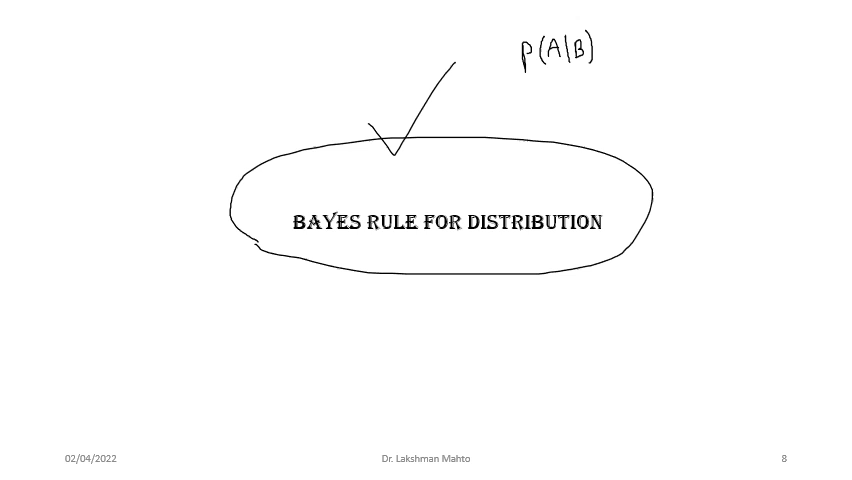 P(A|B)
BAYES RULE FOR DISTRIBUTION
02/04/2022
Dr. Lakshman Mahto
8